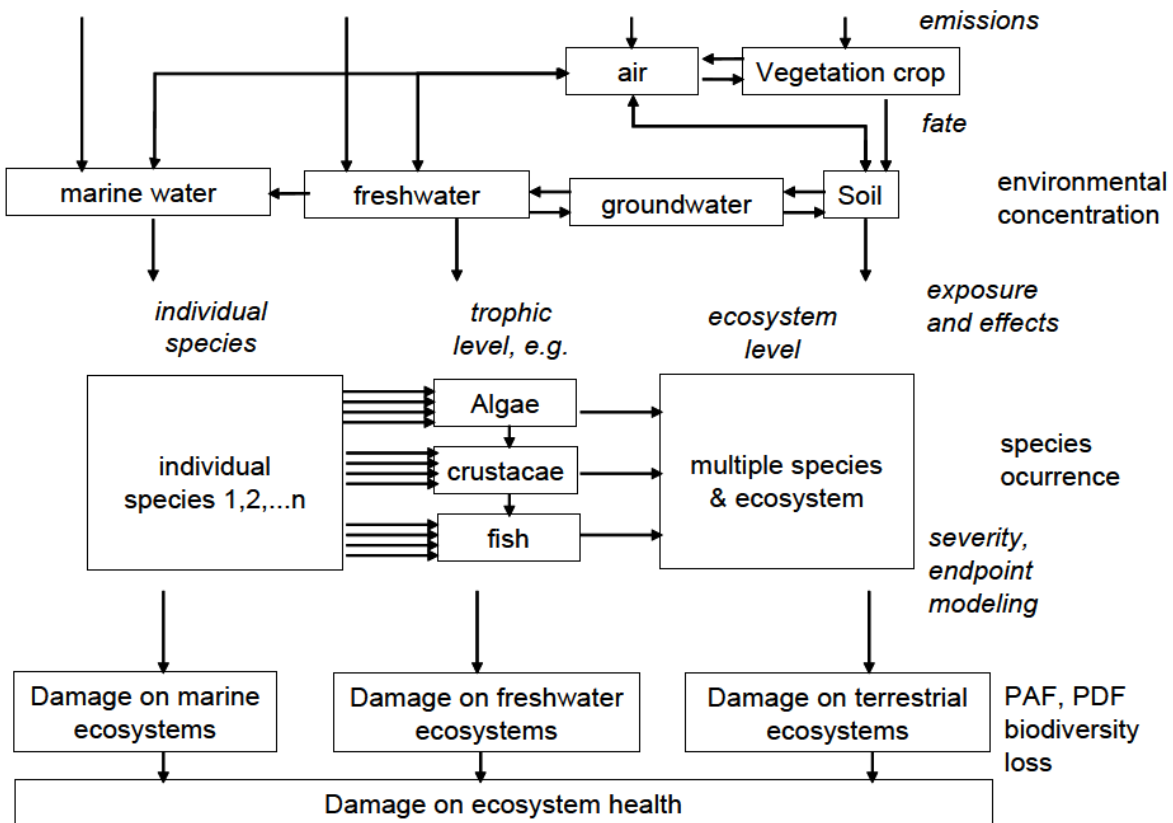 emissions
air
Vegetation crop
fate
marine water
freshwater
groundwater
Soil
environmental
concentration
individual
species
trophic
level, e.g.
ecosystem
level
exposure
and effects
individual
species 1,2,...n
Algae
crustacae
fish
multiple species
& ecosystem
species
ocurrence
severity,
endpoint
modeling
Damage on marine
ecosystems
Damage on freshwater
ecosystems
Damage on terrestrial
ecosystems
PAF, PDF
biodiversity
loss
Damage on ecosystem health